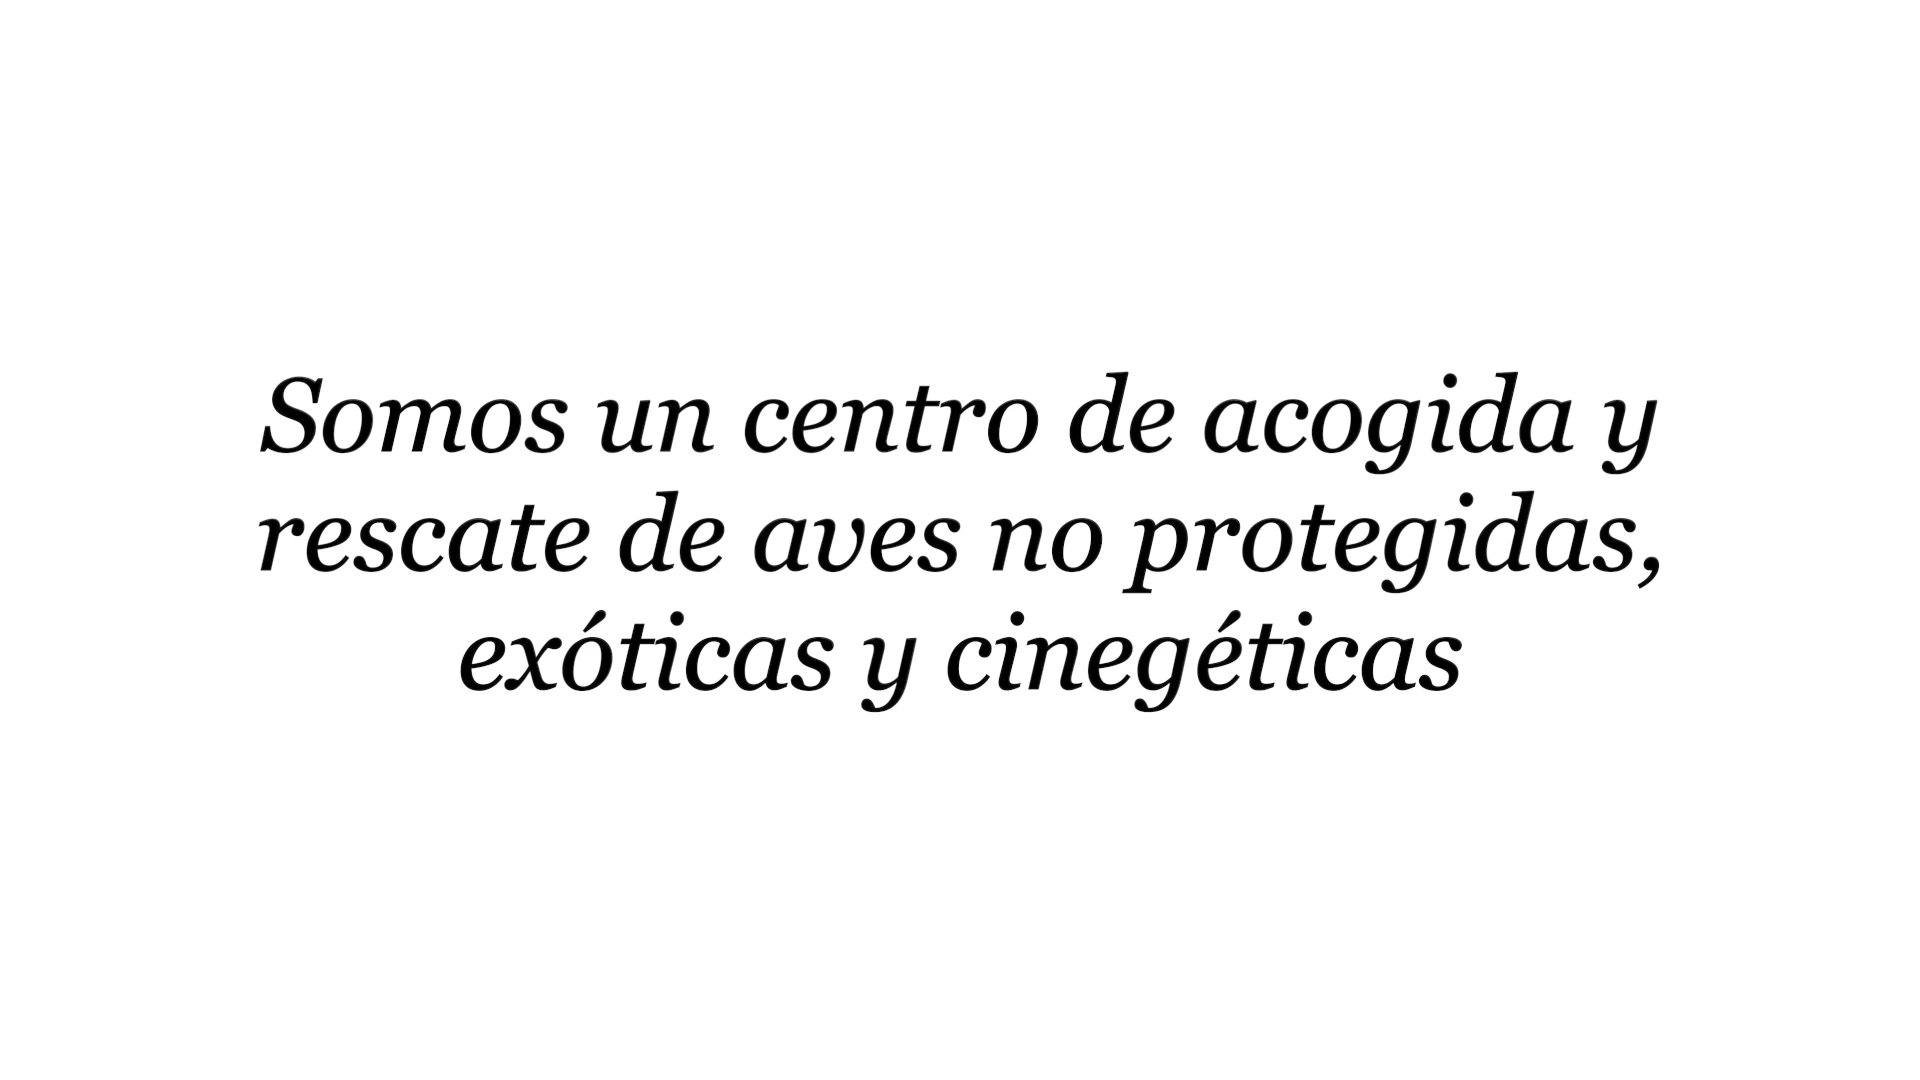 Somos un centro de acogida y
rescate de aves no protegidas,
exóticas y cinegéticas